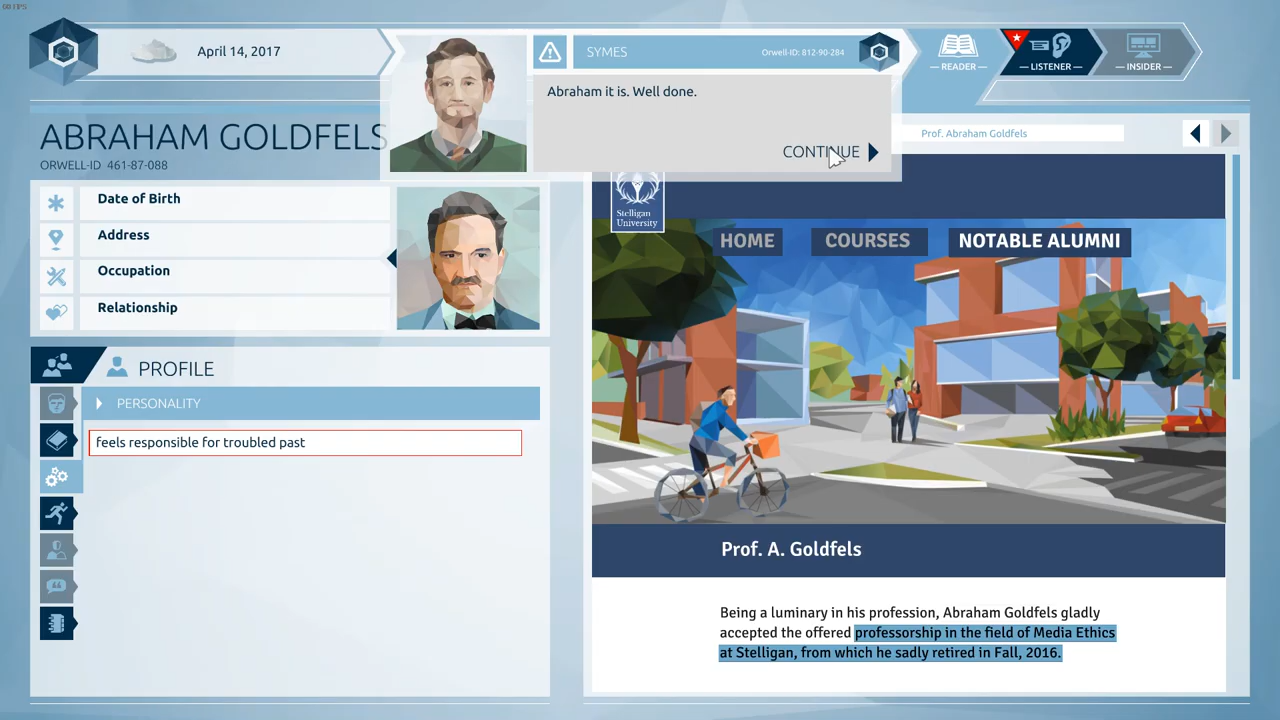 60 FPS
April 14, 2017
SYMES
Orwell-ID: 812-90-284
Abraham it is. Well done.
CONTINUE
— READER —
— LISTENER —
— INSIDER —
ABRAHAM GOLDFELS
ORWELL-ID 461-87-088
Date of Birth
Address
Occupation
Relationship
PROFILE
PERSONALITY
feels responsible for troubled past
Prof. Abraham Goldfels
Stelligan
University
HOME
COURSES
NOTABLE ALUMNI
Prof. A. Goldfels
Being a luminary in his profession, Abraham Goldfels gladly
accepted the offered professorship in the field of Media Ethics
at Stelligan, from which he sadly retired in Fall, 2016.